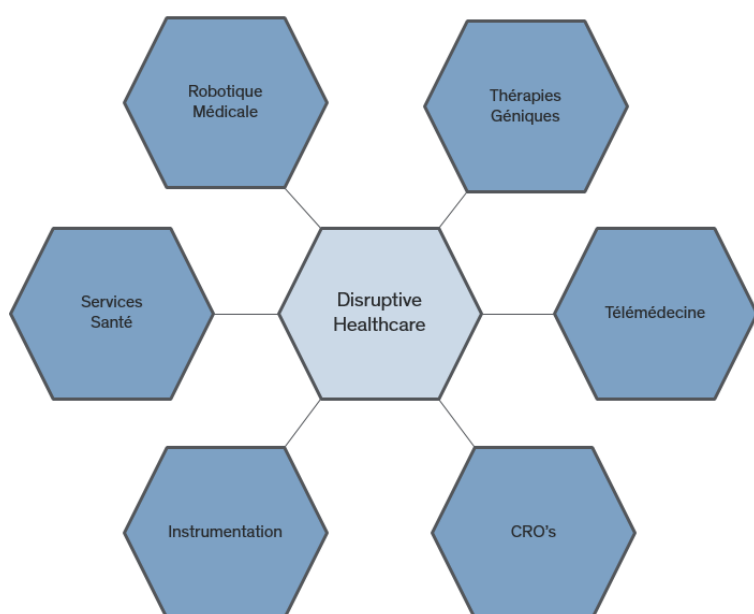 Robotique
Médicale
Thérapies
Géniques
Services
Santé
Disruptive
Healthcare
Télémédecine
Instrumentation
CRO's